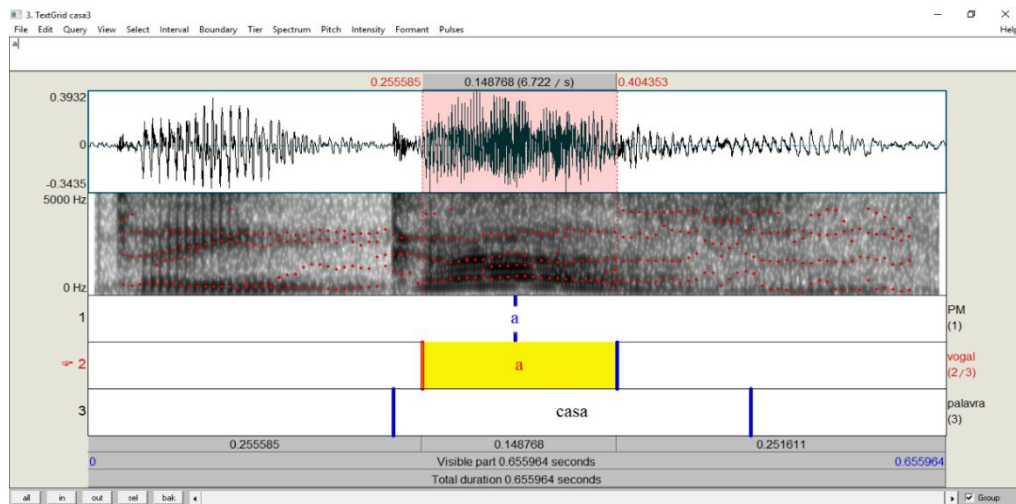 3. TextGrid casa3
File Edit Query View Select Interval Boundary Tier Spectrum Pitch Intensity Formant Pulses Help
a
0.255585 0.148768 (6.722 / s) 0.404353
0.3932
0
-0.3435
5000 Hz
0 Hz
1 a PM
(1)
2 a vogal
(2/3)
3 casa palavra
(3)
0.255585 0.148768 0.251611
0 Visible part 0.655964 seconds 0.655964
Total duration 0.655964 seconds
all in out sel bak Group